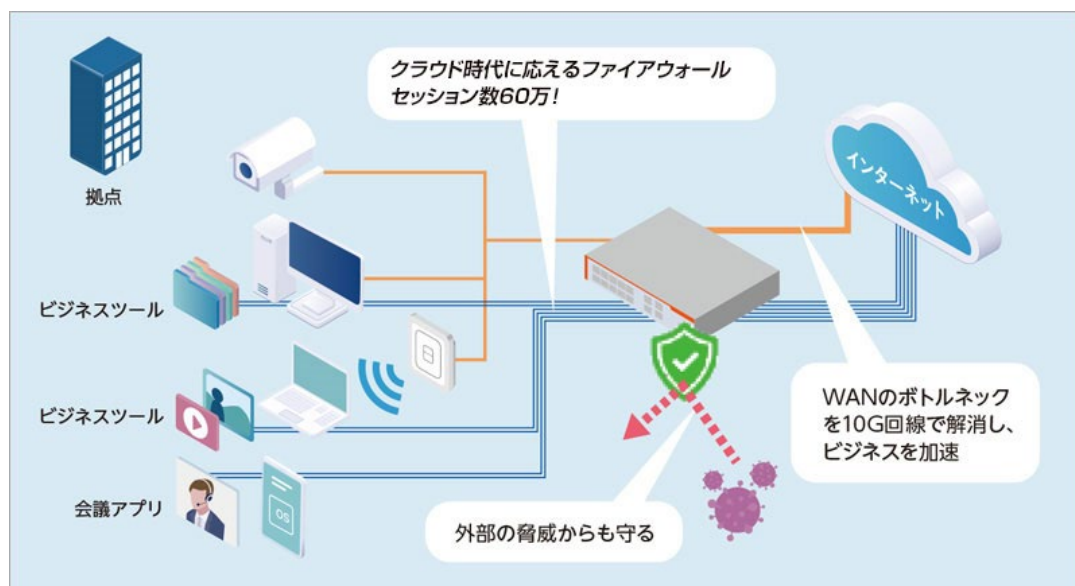 クラウド時代に応えるファイアウォール
セッション数60万!
拠点
インターネット
ビジネスツール
ビジネスツール
WANのボトルネック
を10G回線で解消し、
ビジネスを加速
会議アプリ
OS
外部の脅威からも守る